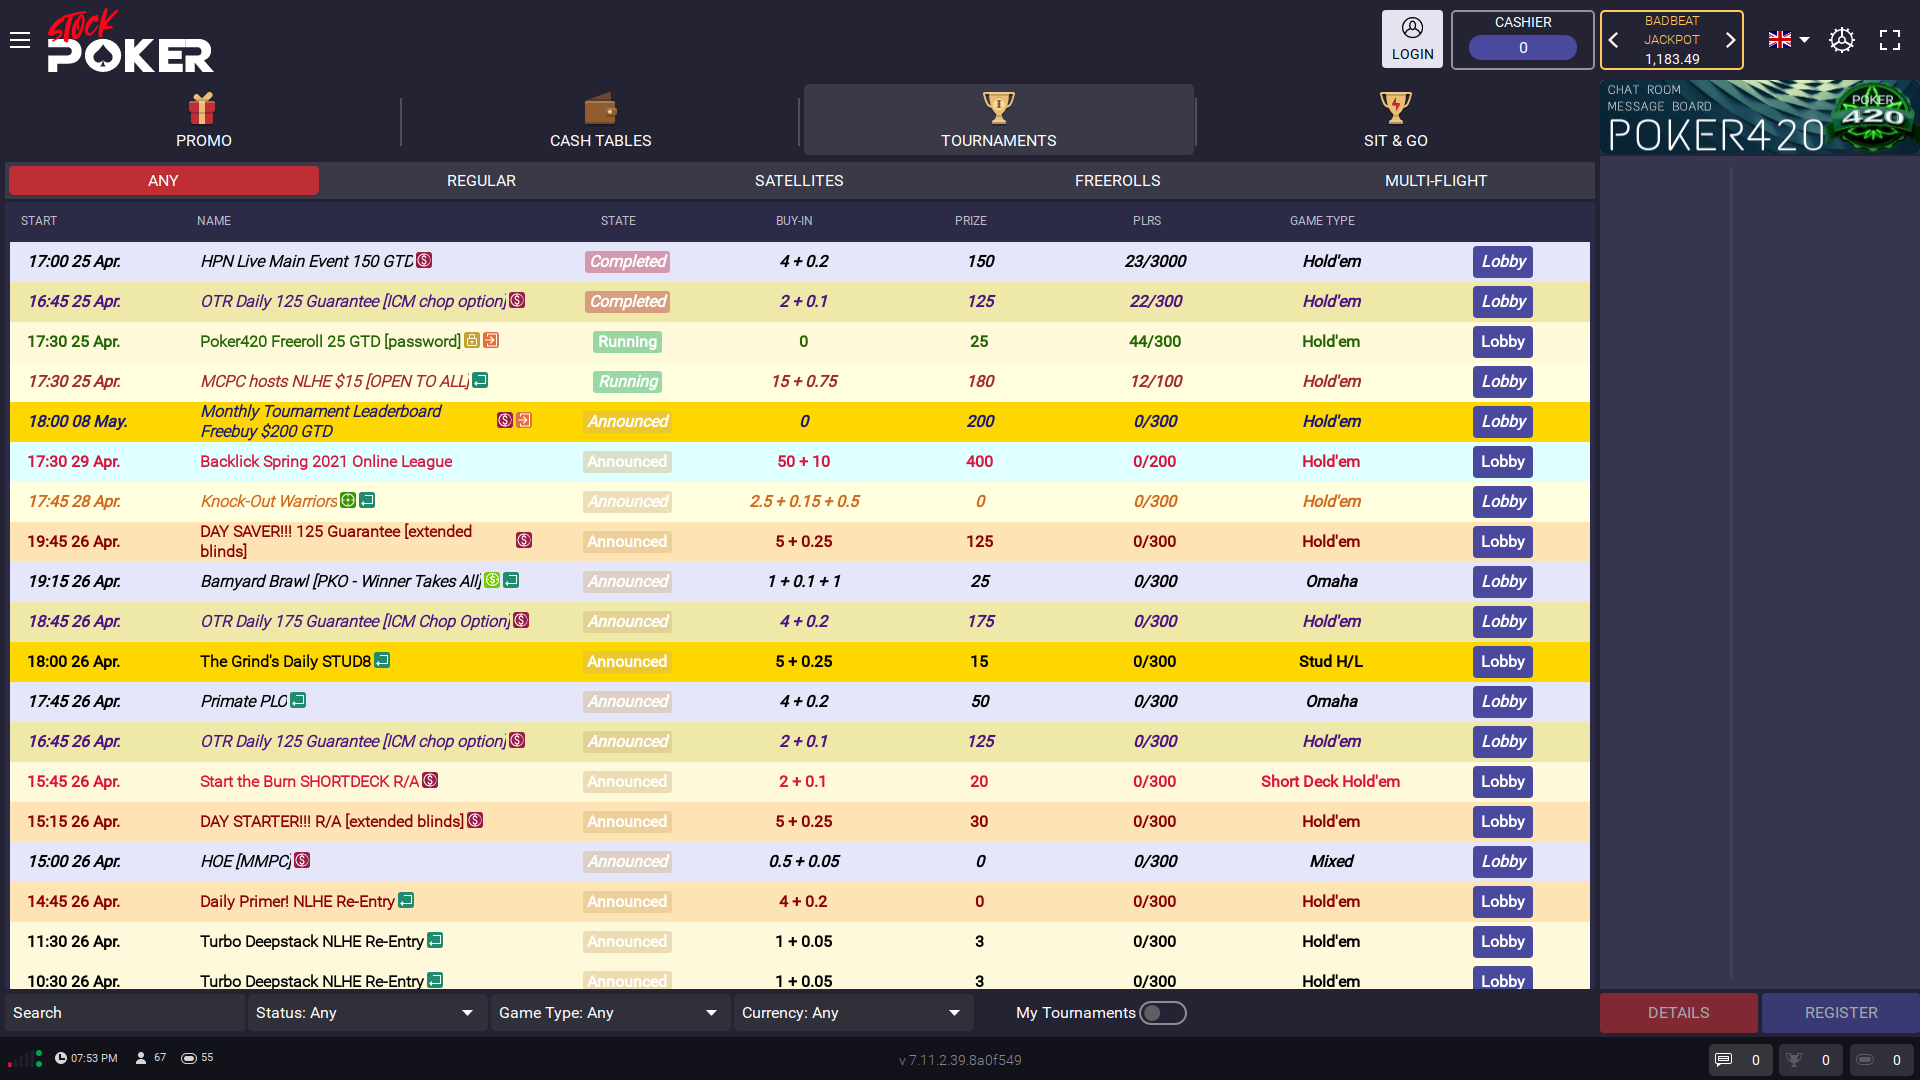 STOCK
POKER
LOGIN
CASHIER
0
BADBEAT
JACKPOT
1,183.49
PROMO
CASH TABLES
TOURNAMENTS
SIT & GO
CHAT ROOM
MESSAGE BOARD
POKER420
POKER
420
ANY REGULAR SATELLITES FREEROLLS MULTI-FLIGHT
START NAME STATE BUY-IN PRIZE PLRS GAME TYPE
17:00 25 Apr. HPN Live Main Event 150 GTD Completed 4 + 0.2 150 23/3000 Hold'em Lobby
16:45 25 Apr. OTR Daily 125 Guarantee [ICM chop option] Completed 2 + 0.1 125 22/300 Hold'em Lobby
17:30 25 Apr. Poker420 Freeroll 25 GTD [password] Running 0 25 44/300 Hold'em Lobby
17:30 25 Apr. MCPC hosts NLHE $15 [OPEN TO ALL] Running 15 + 0.75 180 12/100 Hold'em Lobby
18:00 08 May. Monthly Tournament Leaderboard
Freebuy $200 GTD Announced 0 200 0/300 Hold'em Lobby
17:30 29 Apr. Backlick Spring 2021 Online League Announced 50 + 10 400 0/200 Hold'em Lobby
17:45 28 Apr. Knock-Out Warriors Announced 2.5 + 0.15 + 0.5 0 0/300 Hold'em Lobby
19:45 26 Apr. DAY SAVER!!! 125 Guarantee [extended
blinds] Announced 5 + 0.25 125 0/300 Hold'em Lobby
19:15 26 Apr. Barnyard Brawl [PKO - Winner Takes All] Announced 1 + 0.1 + 1 25 0/300 Omaha Lobby
18:45 26 Apr. OTR Daily 175 Guarantee [ICM Chop Option] Announced 4 + 0.2 175 0/300 Hold'em Lobby
18:00 26 Apr. The Grind's Daily STUD8 Announced 5 + 0.25 15 0/300 Stud H/L Lobby
17:45 26 Apr. Primate PLO Announced 4 + 0.2 50 0/300 Omaha Lobby
16:45 26 Apr. OTR Daily 125 Guarantee [ICM chop option] Announced 2 + 0.1 125 0/300 Hold'em Lobby
15:45 26 Apr. Start the Burn SHORTDECK R/A Announced 2 + 0.1 20 0/300 Short Deck Hold'em Lobby
15:15 26 Apr. DAY STARTER!!! R/A [extended blinds] Announced 5 + 0.25 30 0/300 Hold'em Lobby
15:00 26 Apr. HOE [MMPC] Announced 0.5 + 0.05 0 0/300 Mixed Lobby
14:45 26 Apr. Daily Primer! NLHE Re-Entry Announced 4 + 0.2 0 0/300 Hold'em Lobby
11:30 26 Apr. Turbo Deepstack NLHE Re-Entry Announced 1 + 0.05 3 0/300 Hold'em Lobby
10:30 26 Apr. Turbo Deepstack NLHE Re-Entry Announced 1 + 0.05 3 0/300 Hold'em Lobby
Search Status: Any Game Type: Any Currency: Any My Tournaments DETAILS REGISTER
07:53 PM 67 55 v 7.11.2.39.8a0f549 0 0 0